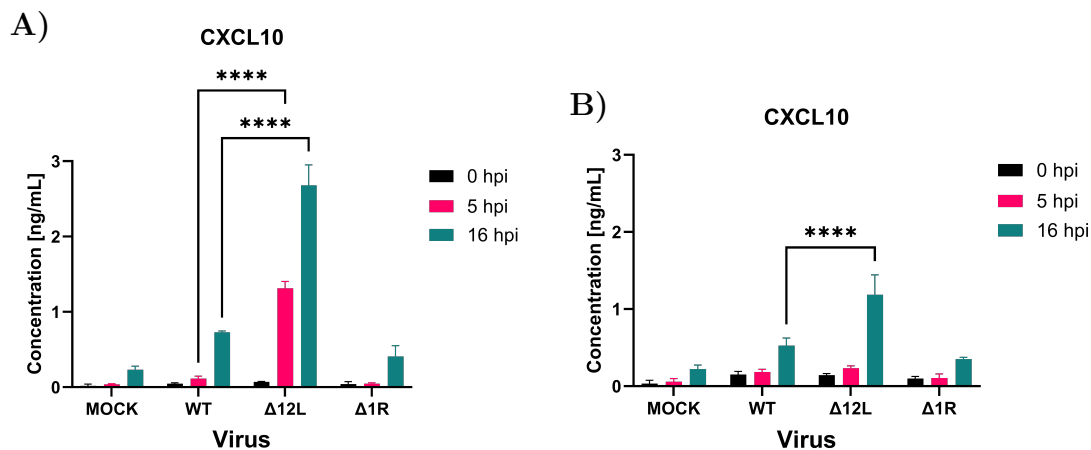 A)
CXCL10
****
****
Concentration [ng/mL]
3
2
1
0
MOCK WT Δ12L Δ1R
Virus
0 hpi
5 hpi
16 hpi
B)
CXCL10
****
Concentration [ng/mL]
3
2
1
0
MOCK WT Δ12L Δ1R
Virus
0 hpi
5 hpi
16 hpi